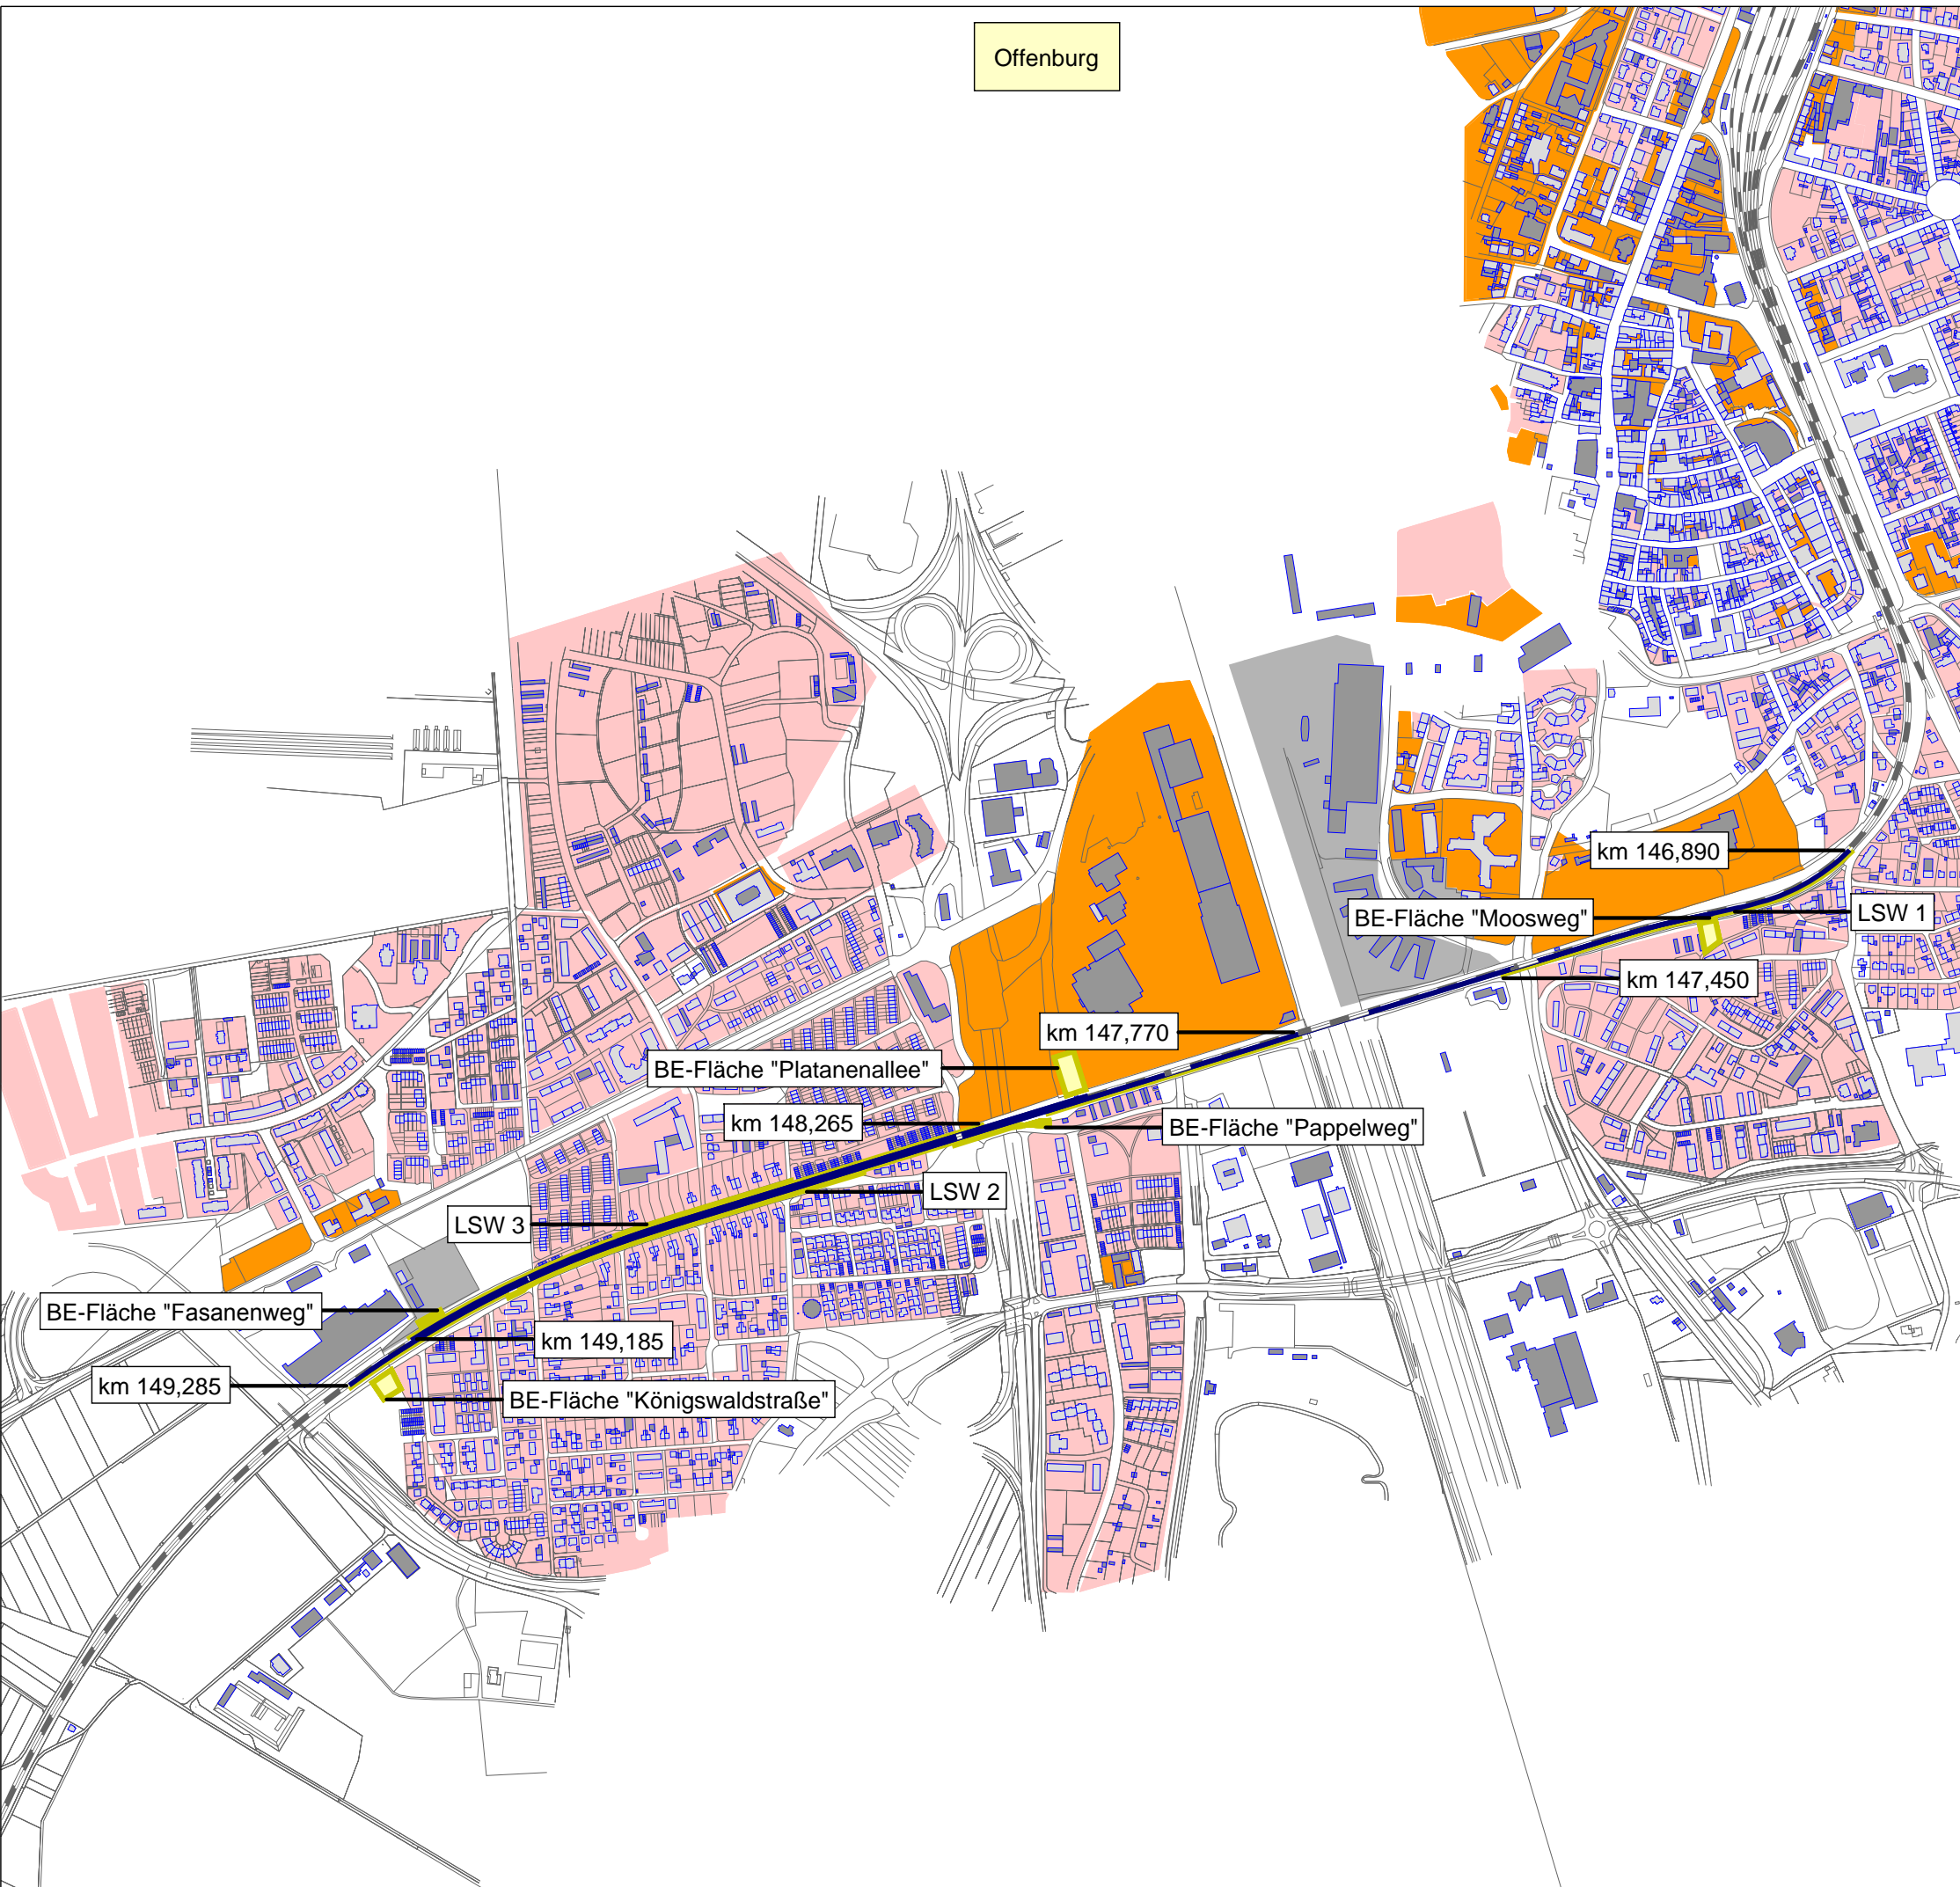 Offenburg
km 146,890
BE-Fläche "Moosweg"
LSW 1
km 147,450
km 147,770
BE-Fläche "Platanenallee"
km 148,265
BE-Fläche "Pappelweg"
LSW 2
LSW 3
BE-Fläche "Fasanenweg"
km 149,185
km 149,285
BE-Fläche "Königswaldstraße"